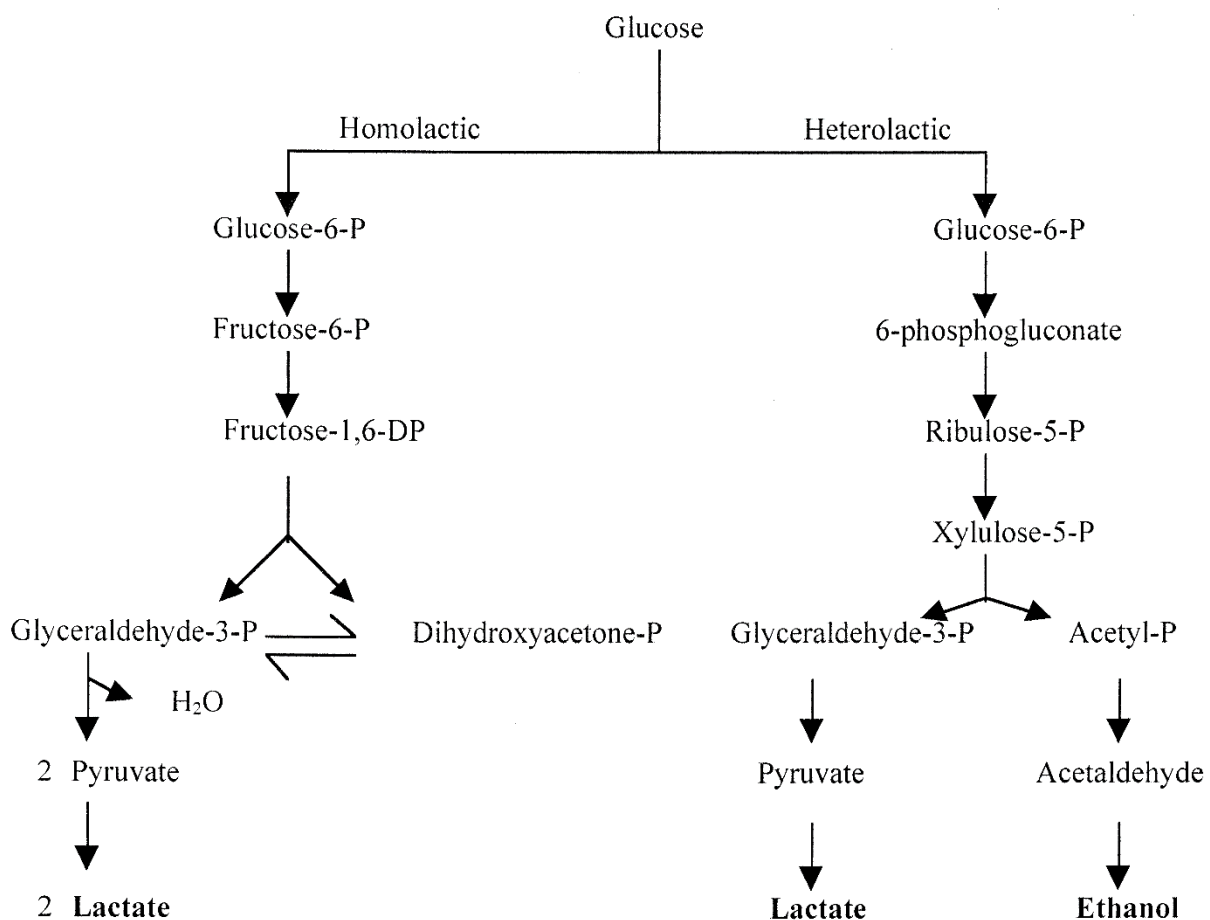 Glucose
Homolactic
Heterolactic
Glucose-6-P
Glucose-6-P
Fructose-6-P
6-phosphogluconate
Fructose-1,6-DP
Ribulose-5-P
Xylulose-5-P
Glyceraldehyde-3-P
Dihydroxyacetone-P
Glyceraldehyde-3-P
Acetyl-P
H₂O
2 Pyruvate
Pyruvate
Acetaldehyde
2 Lactate
Lactate
Ethanol